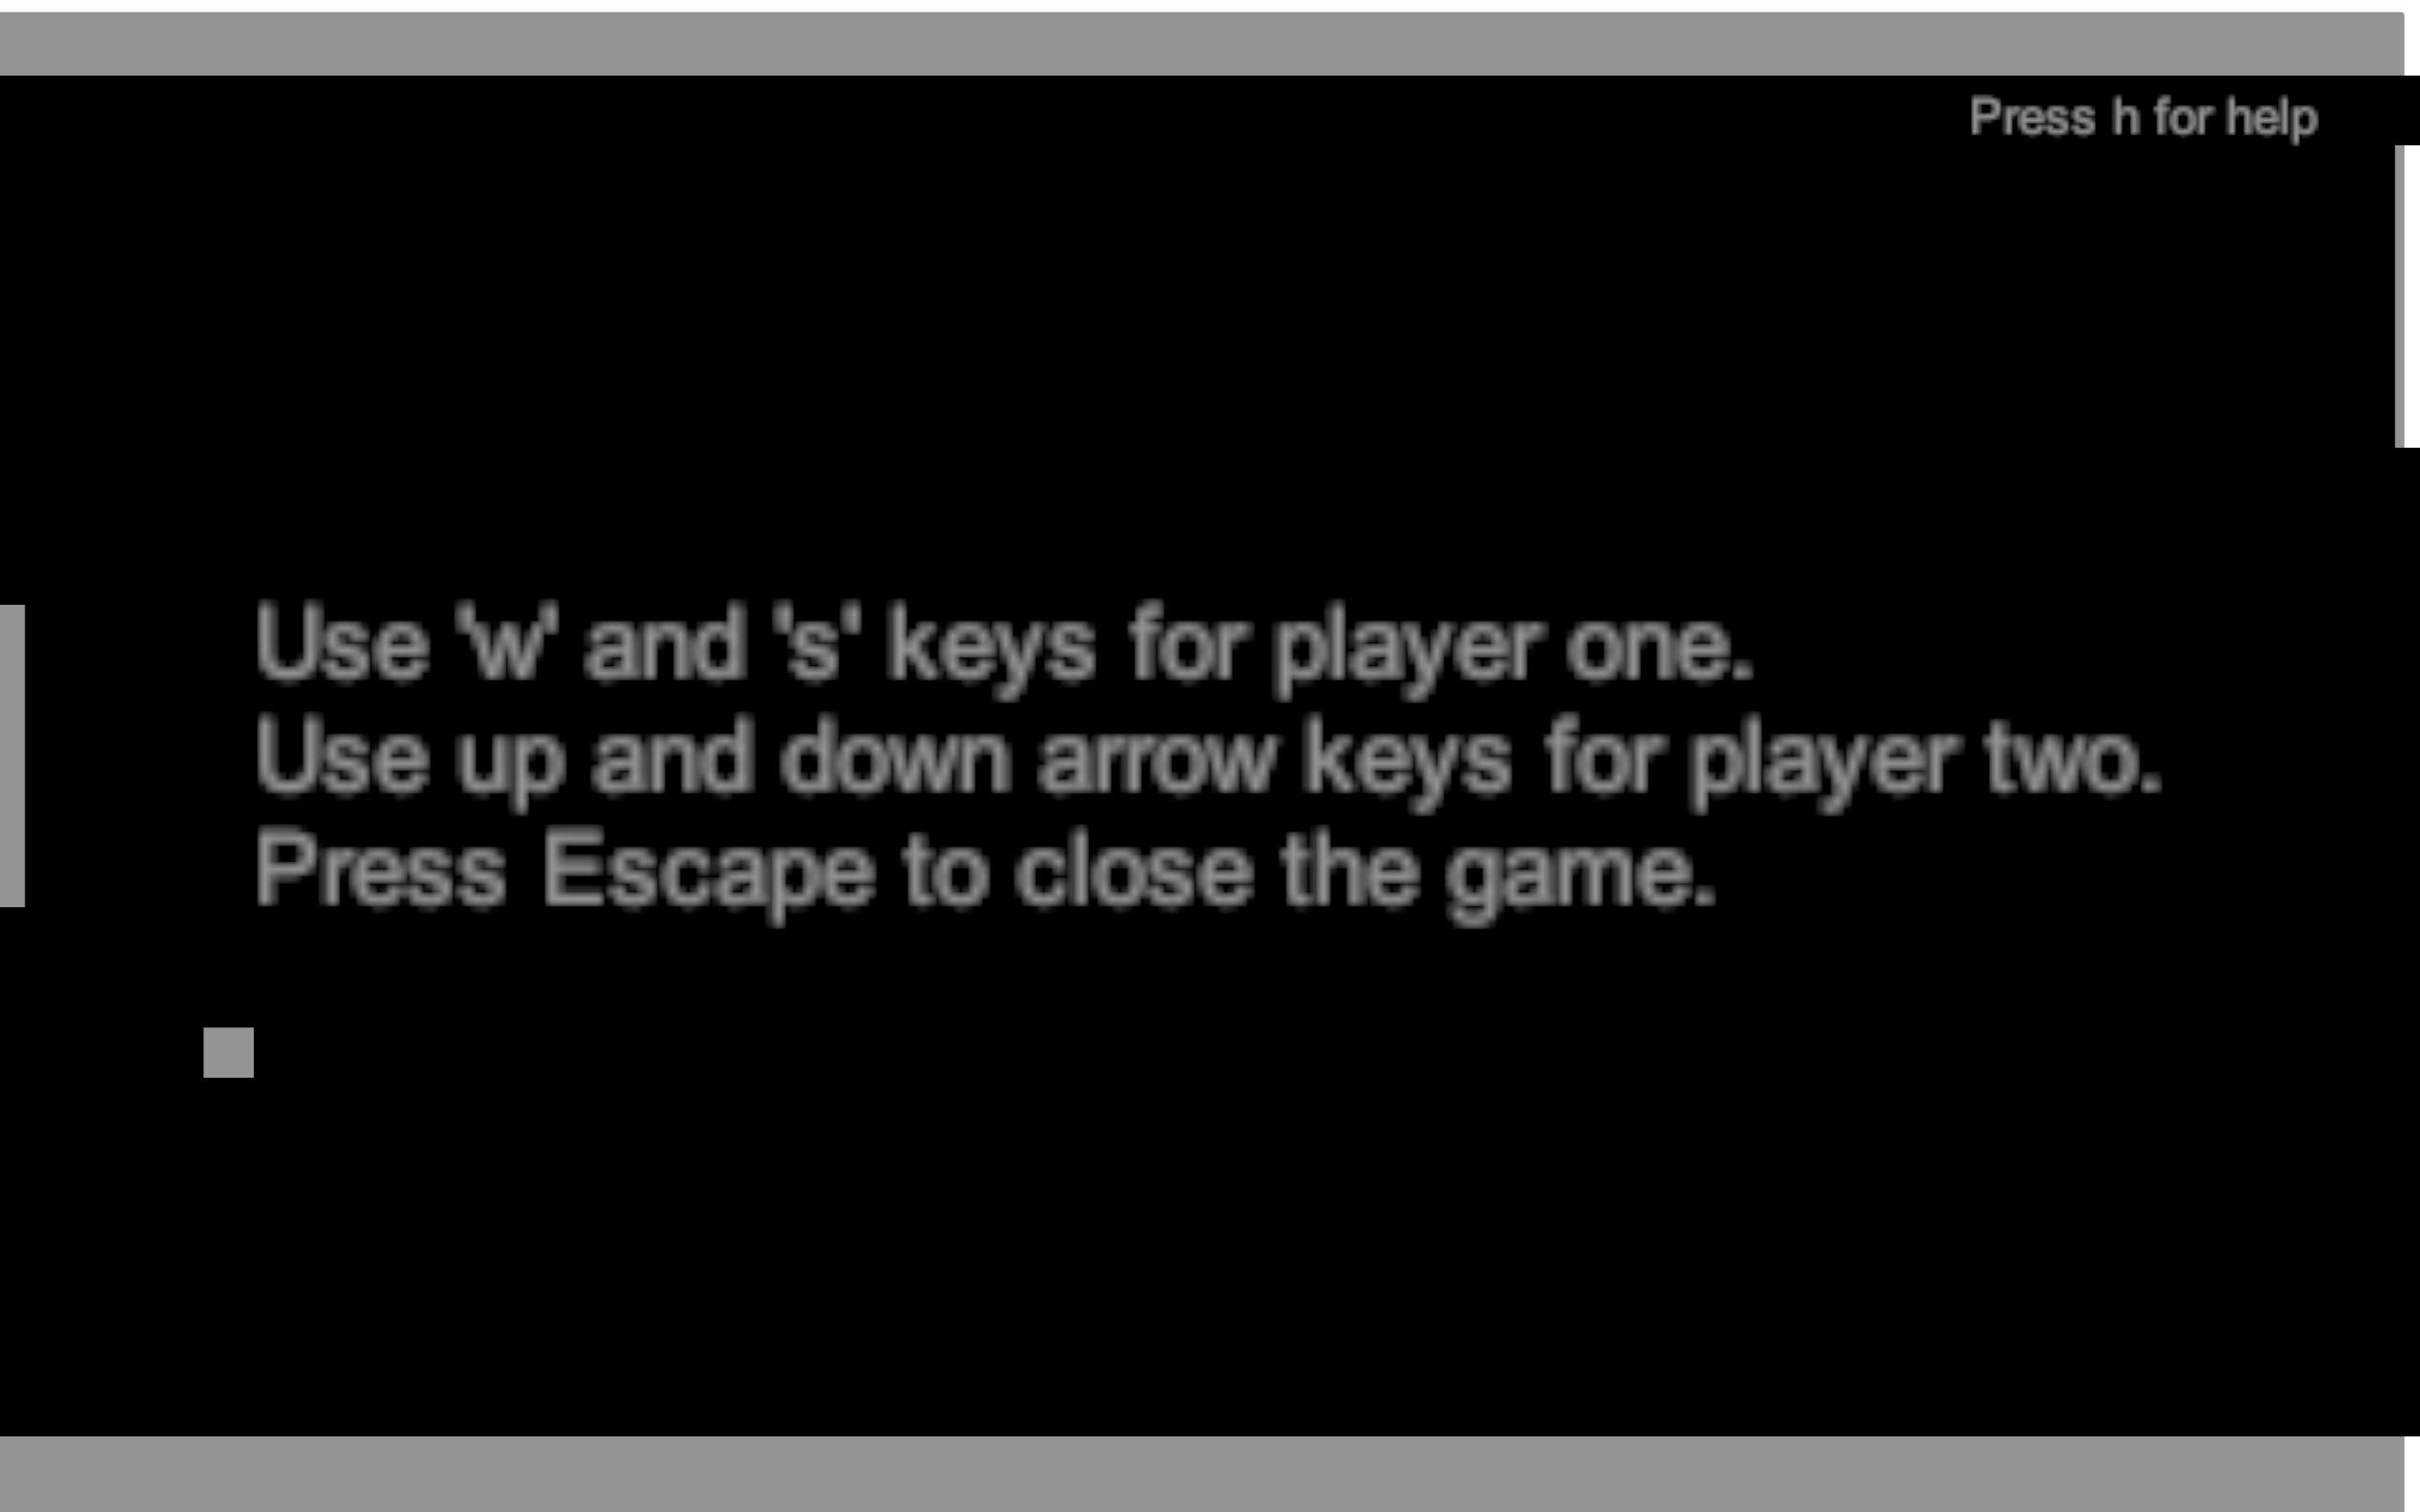 Press h for help
Use 'w' and 's' keys for player one.
Use up and down arrow keys for player two.
Press Escape to close the game.